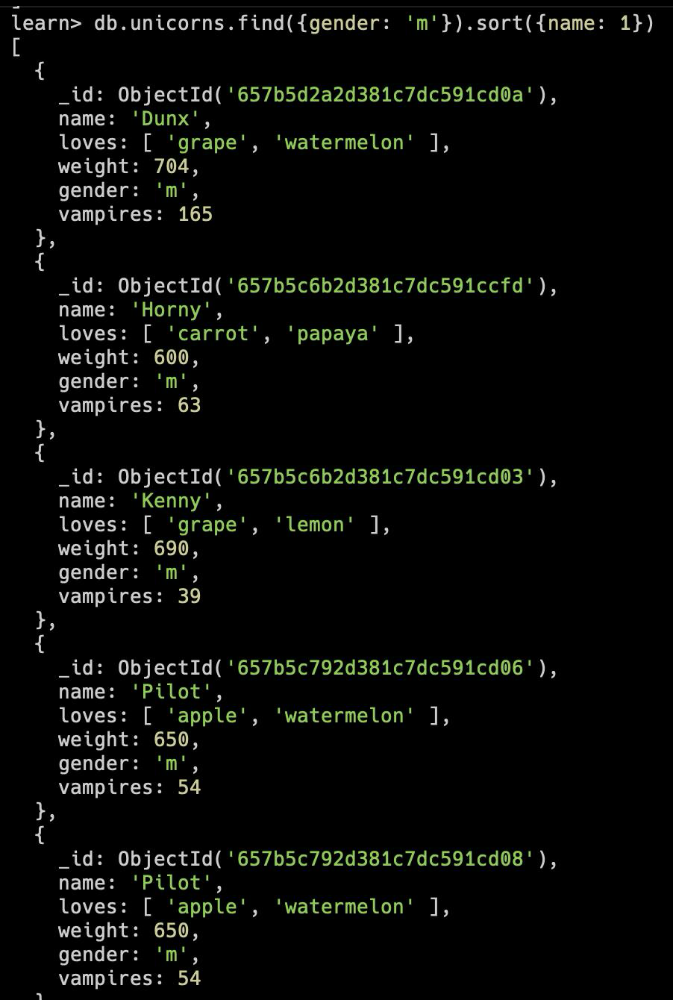 learn> db.unicorns.find({gender: 'm'}).sort({name: 1})
[
  {
    _id: ObjectId('657b5d2a2d381c7dc591cd0a'),
    name: 'Dunx',
    loves: [ 'grape', 'watermelon' ],
    weight: 704,
    gender: 'm',
    vampires: 165
  },
  {
    _id: ObjectId('657b5c6b2d381c7dc591ccfd'),
    name: 'Horny',
    loves: [ 'carrot', 'papaya' ],
    weight: 600,
    gender: 'm',
    vampires: 63
  },
  {
    _id: ObjectId('657b5c6b2d381c7dc591cd03'),
    name: 'Kenny',
    loves: [ 'grape', 'lemon' ],
    weight: 690,
    gender: 'm',
    vampires: 39
  },
  {
    _id: ObjectId('657b5c792d381c7dc591cd06'),
    name: 'Pilot',
    loves: [ 'apple', 'watermelon' ],
    weight: 650,
    gender: 'm',
    vampires: 54
  },
  {
    _id: ObjectId('657b5c792d381c7dc591cd08'),
    name: 'Pilot',
    loves: [ 'apple', 'watermelon' ],
    weight: 650,
    gender: 'm',
    vampires: 54